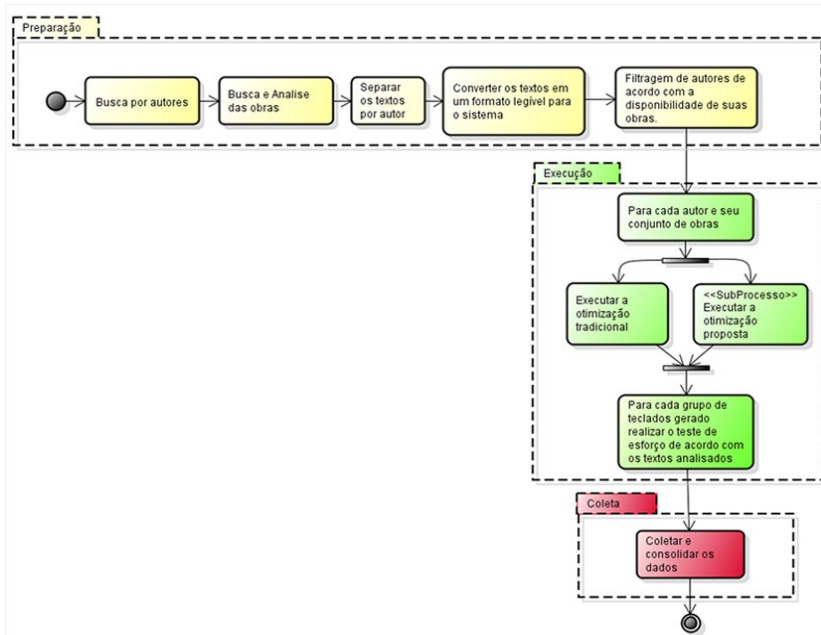 Preparação
Busca por autores
Busca e Analise
das obras
Separar
os textos
por autor
Converter os textos em
um formato legível para
o sistema
Filtragem de autores de
acordo com a
disponibilidade de suas
obras.
Execução
Para cada autor e seu
conjunto de obras
Executar a
otimização
tradicional
<<SubProcesso>>
Executar a
otimização
proposta
Para cada grupo de
teclados gerado
realizar o teste de
esforço de acordo com
os textos analisados
Coleta
Coletar e
consolidar os
dados